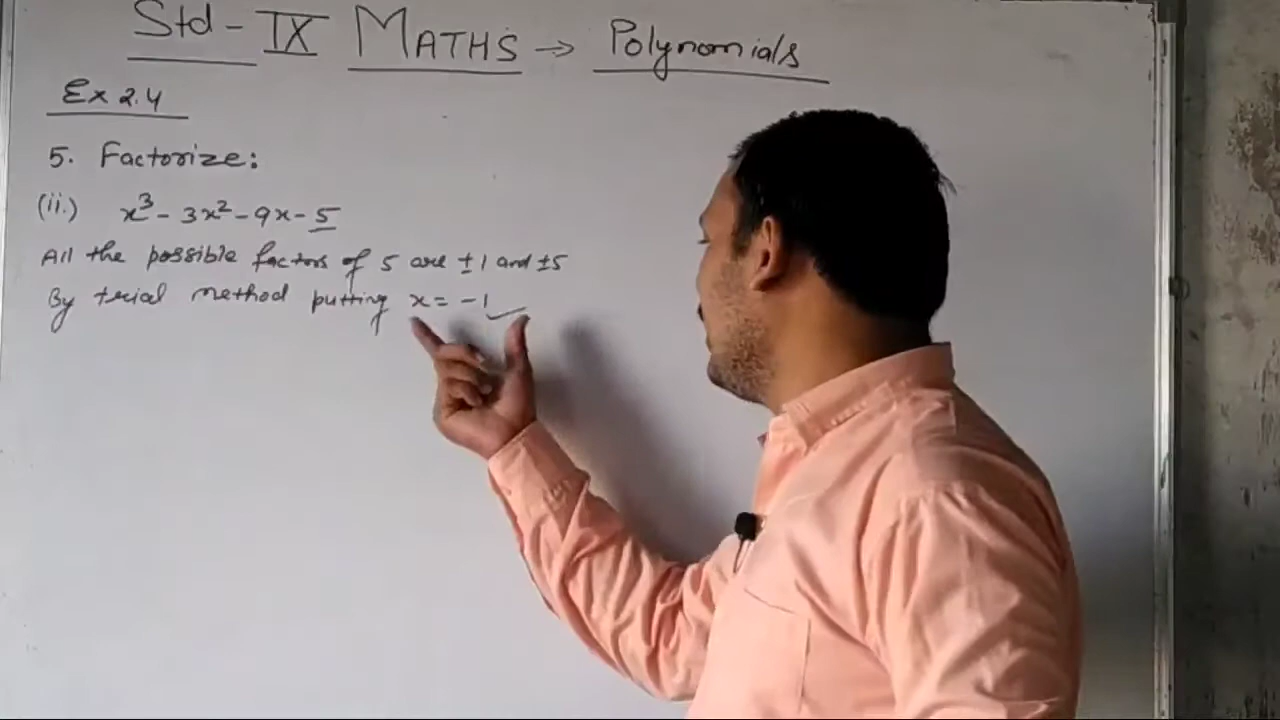 Std - IX MATHS → Polynomials
Ex 2.4
5. Factorize:
(ii.) x³ - 3x² - 9x - 5
All the possible factors of 5 are ±1 and ±5
By trial method putting x = -1